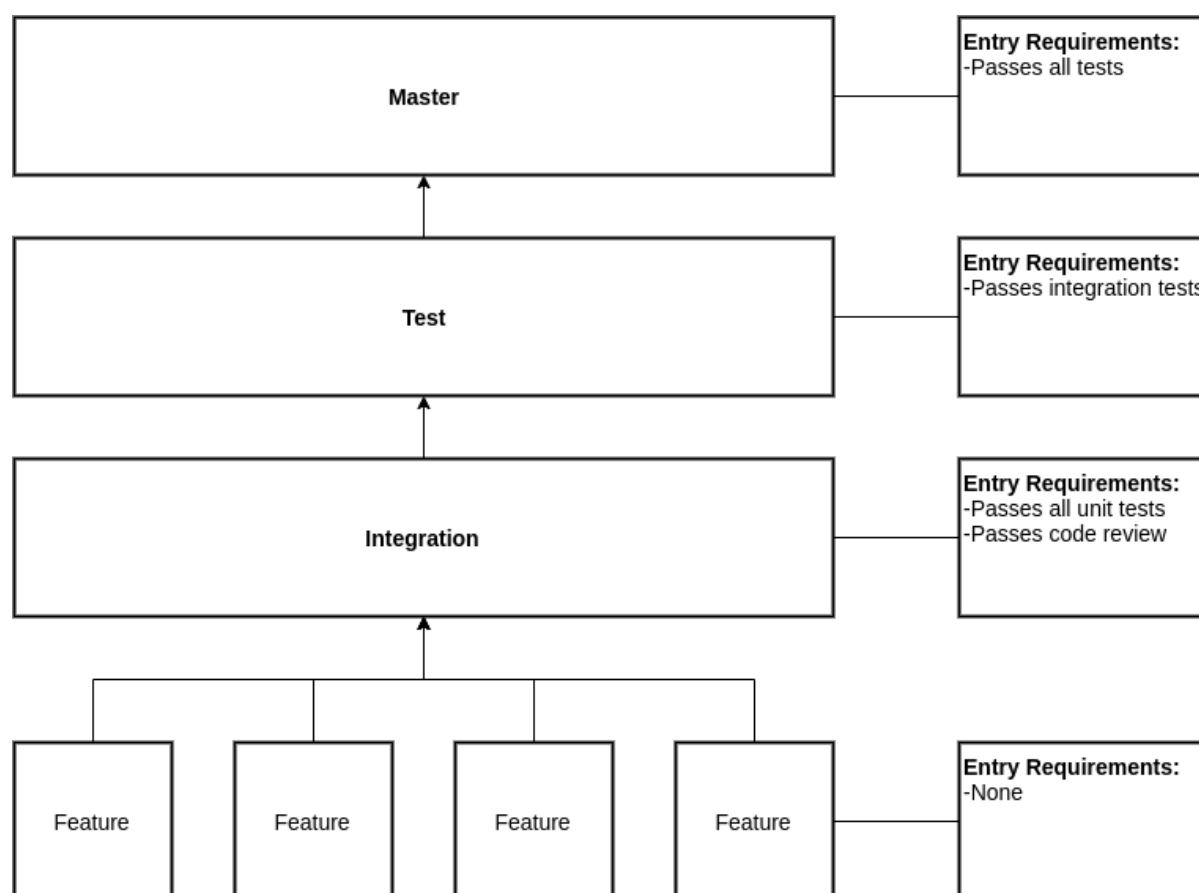 Master
Entry Requirements:
-Passes all tests
Test
Entry Requirements:
-Passes integration tests
Integration
Entry Requirements:
-Passes all unit tests
-Passes code review
Feature
Feature
Feature
Feature
Entry Requirements:
-None